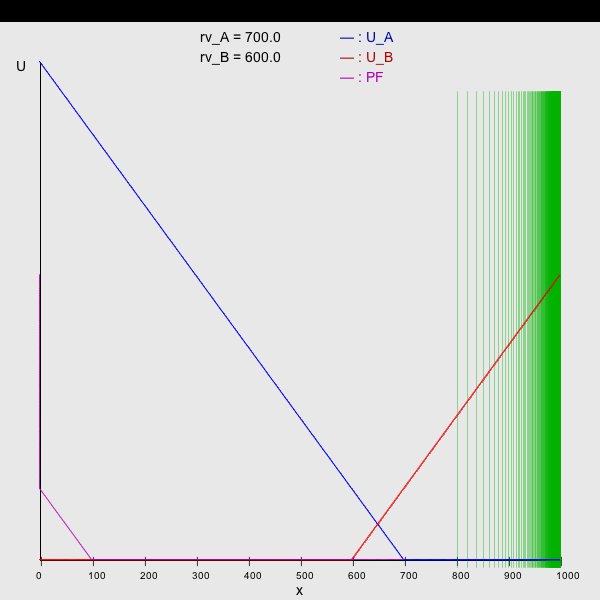 rv_A = 700.0 — : U_A
rv_B = 600.0 — : U_B
— : PF
U
0 100 200 300 400 500 600 700 800 900 1000
x